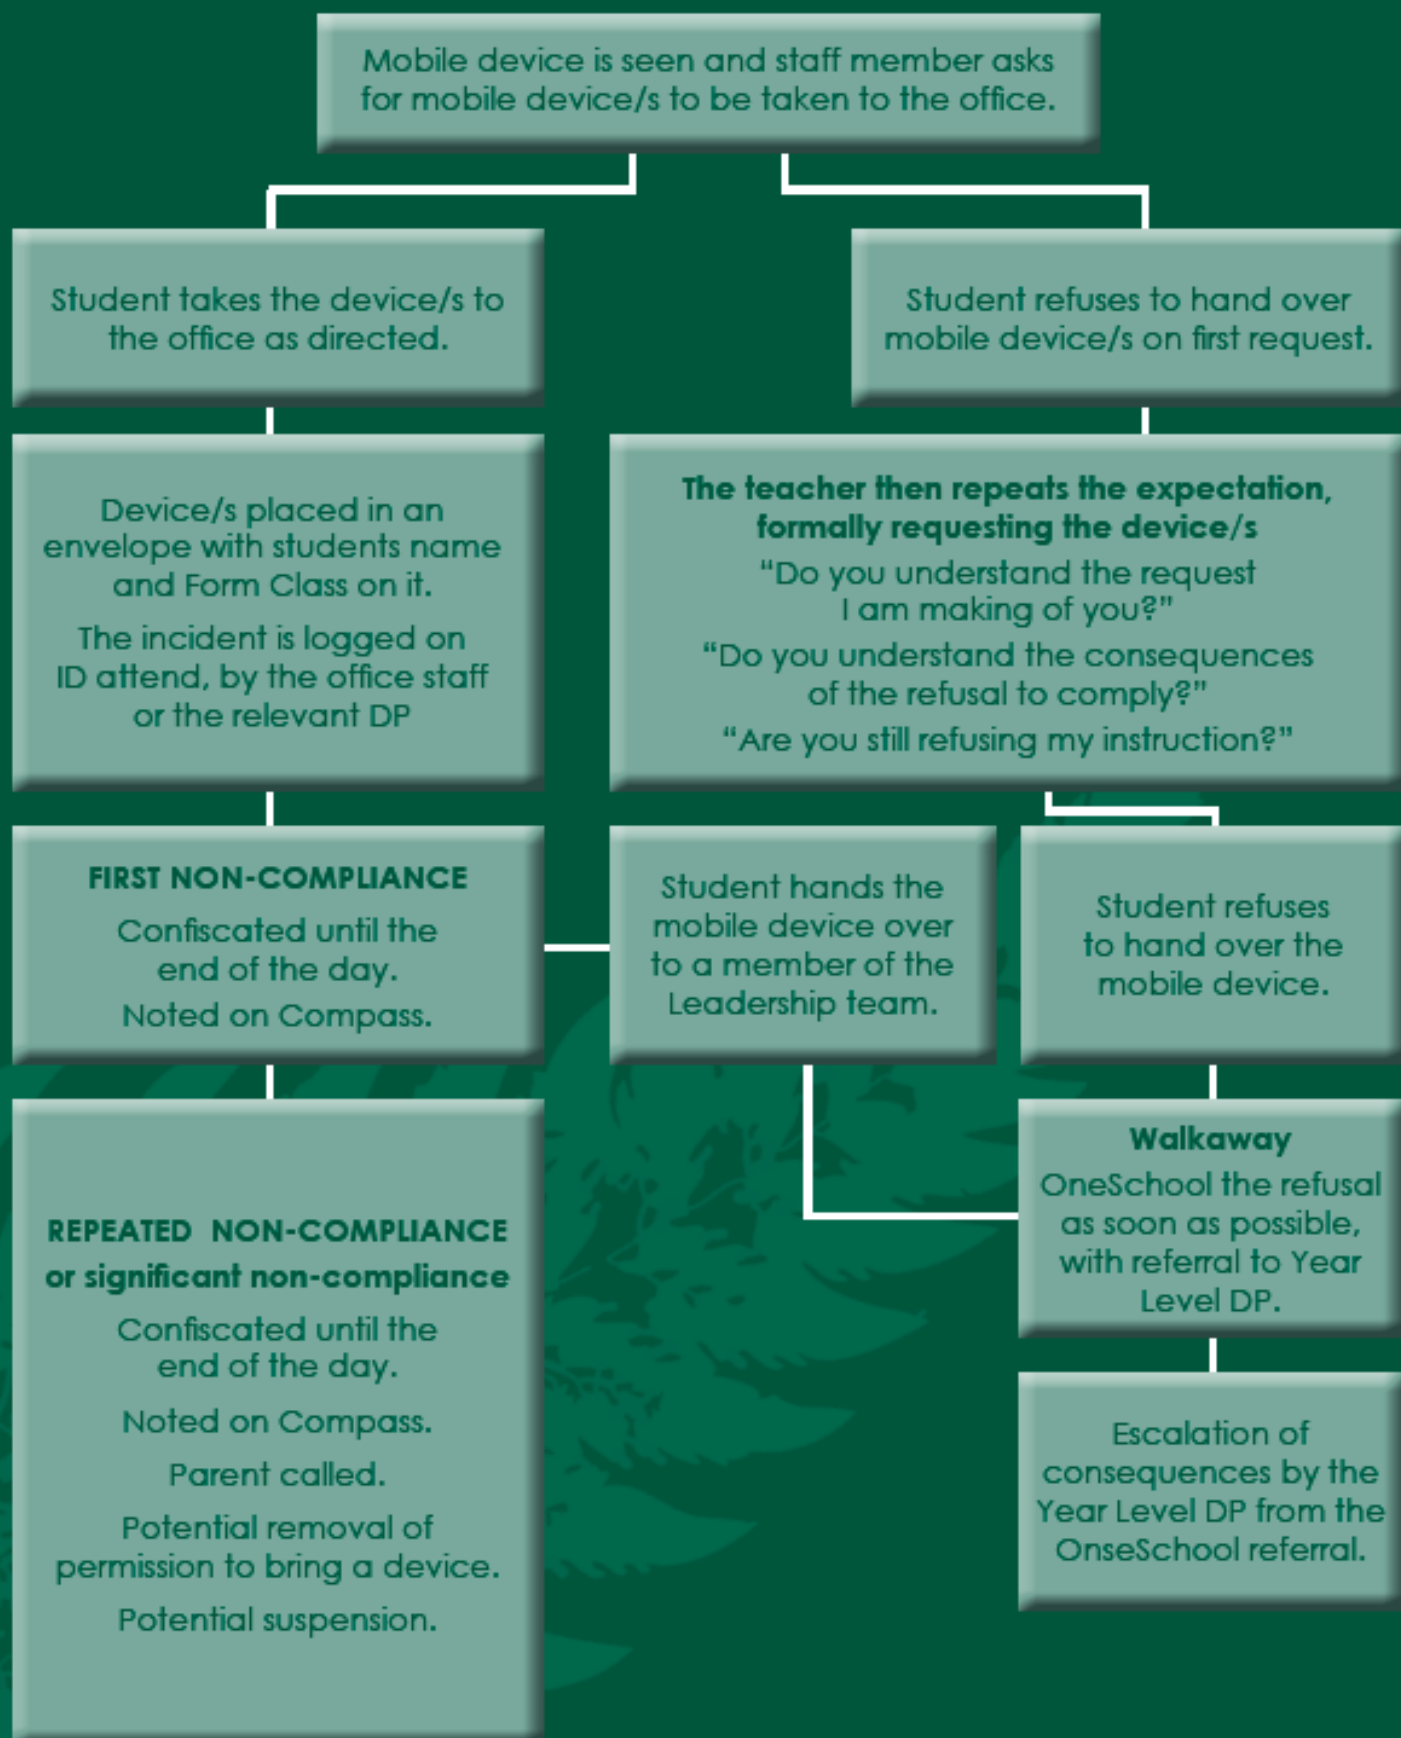 Mobile device is seen and staff member asks
for mobile device/s to be taken to the office.
Student takes the device/s to
the office as directed.
Student refuses to hand over
mobile device/s on first request.
Device/s placed in an
envelope with students name
and Form Class on it.
The incident is logged on
ID attend, by the office staff
or the relevant DP
The teacher then repeats the expectation,
formally requesting the device/s
“Do you understand the request
I am making of you?”
“Do you understand the consequences
of the refusal to comply?”
“Are you still refusing my instruction?”
FIRST NON-COMPLIANCE
Confiscated until the
end of the day.
Noted on Compass.
Student hands the
mobile device over
to a member of the
Leadership team.
Student refuses
to hand over the
mobile device.
REPEATED NON-COMPLIANCE
or significant non-compliance
Confiscated until the
end of the day.
Noted on Compass.
Parent called.
Potential removal of
permission to bring a device.
Potential suspension.
Walkaway
OneSchool the refusal
as soon as possible,
with referral to Year
Level DP.
Escalation of
consequences by the
Year Level DP from the
OnseSchool referral.